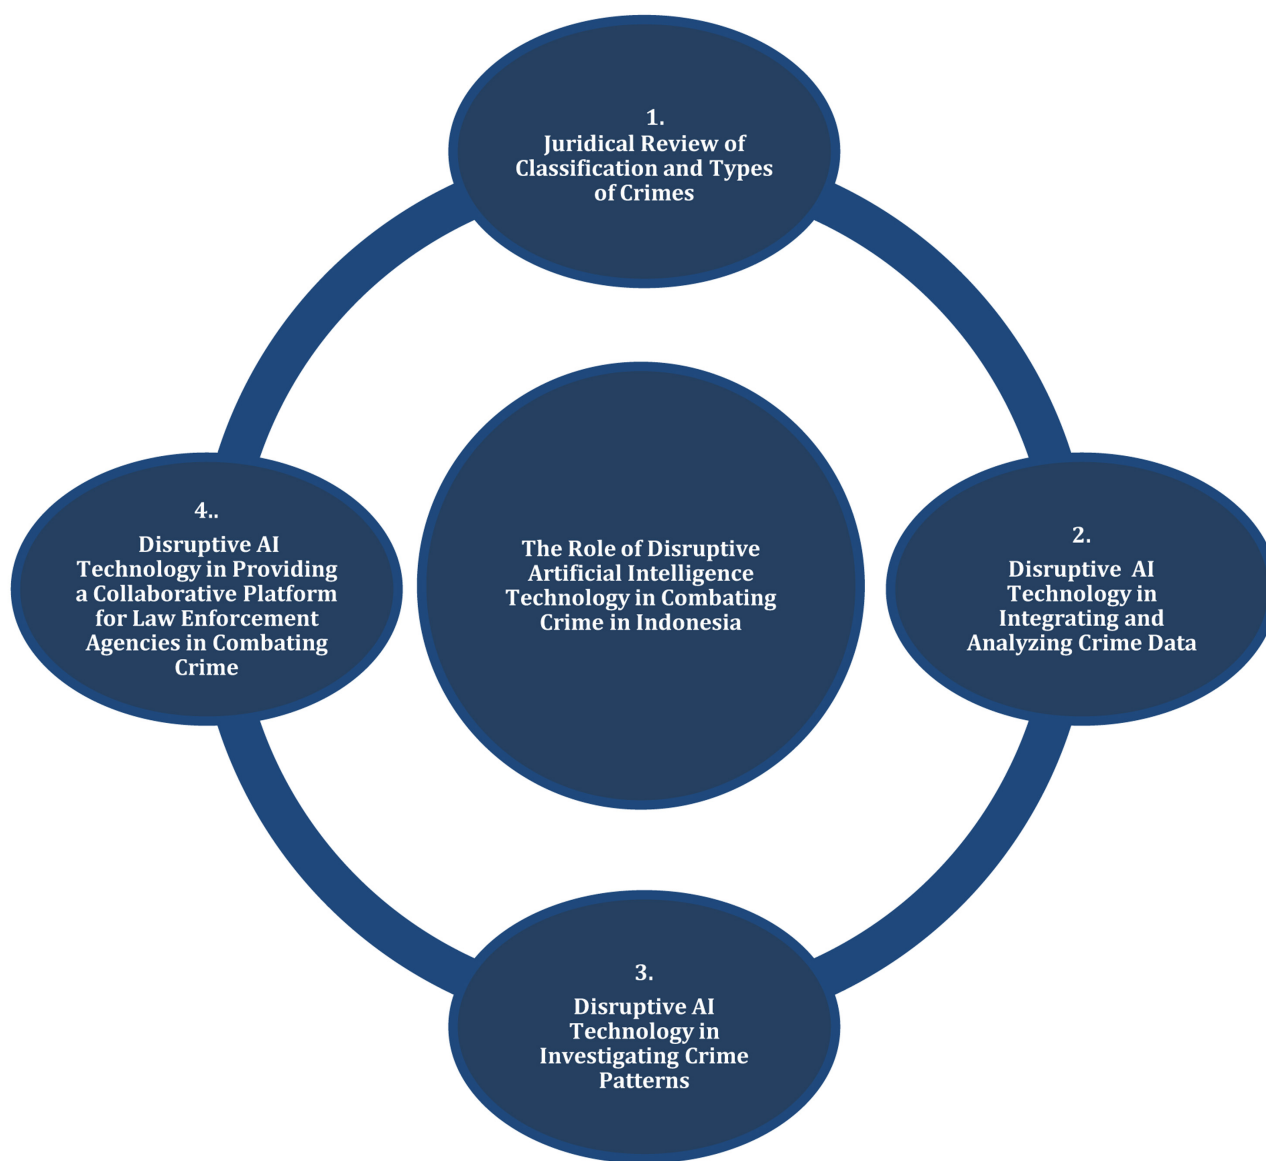 1.
Juridical Review of
Classification and Types
of Crimes
The Role of Disruptive
Artificial Intelligence
Technology in Combating
Crime in Indonesia
2.
Disruptive  AI
Technology in
Integrating and
Analyzing Crime Data
3.
Disruptive AI
Technology in
Investigating Crime
Patterns
4..
Disruptive AI
Technology in Providing
a Collaborative Platform
for Law Enforcement
Agencies in Combating
Crime